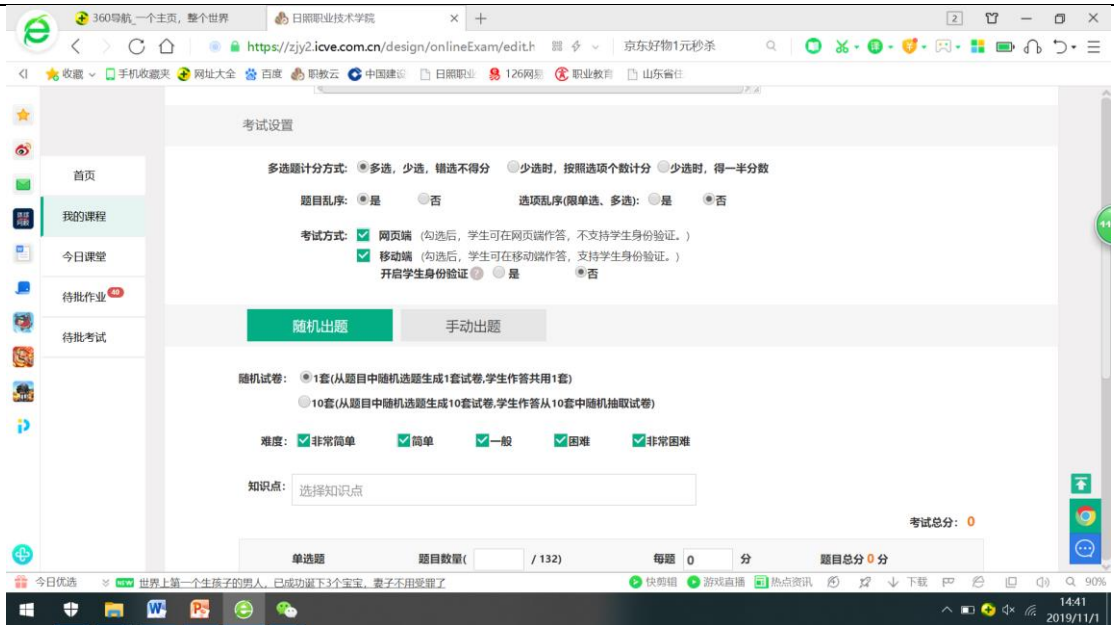 360导航_一个主页，整个世界
日照职业技术学院
2
https://zjy2.icve.com.cn/design/onlineExam/edit.h
京东好物1元秒杀
收藏
手机收藏夹
网址大全
百度
职教云
中国建设
日照职业
126网易
职业教育
山东省住
考试设置
多选题计分方式: 多选，少选，错选不得分 少选时，按照选项个数计分 少选时，得一半分数
首页
题目乱序: 是 否 选项乱序(限单选、多选): 是 否
我的课程
考试方式: 网页端 (勾选后，学生可在网页端作答，不支持学生身份验证。)
移动端 (勾选后，学生可在移动端作答，支持学生身份验证。)
今日课堂
开启学生身份验证 ? 是 否
待批作业 40
随机出题 手动出题
待批考试
随机试卷: 1套(从题目中随机选题生成1套试卷,学生作答共用1套)
10套(从题目中随机选题生成10套试卷,学生作答从10套中随机抽取试卷)
难度: 非常简单 简单 一般 困难 非常困难
知识点: 选择知识点
考试总分: 0
单选题 题目数量( / 132) 每题 0 分 题目总分 0 分
今日优选
世界上第一个生孩子的男人，已成功诞下3个宝宝，妻子不用受罪了
快剪辑 游戏直播 热点资讯 下载 90%
14:41
2019/11/1